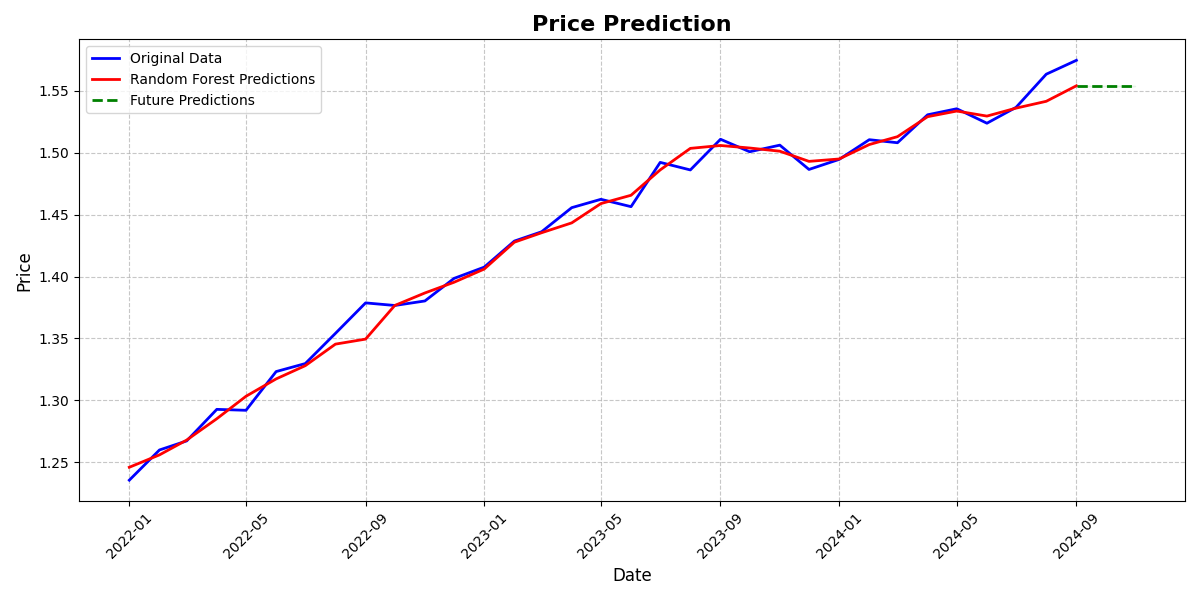 Price Prediction
Original Data
Random Forest Predictions
Future Predictions
Price
1.55
1.50
1.45
1.40
1.35
1.30
1.25
2022-01
2022-05
2022-09
2023-01
2023-05
2023-09
2024-01
2024-05
2024-09
Date